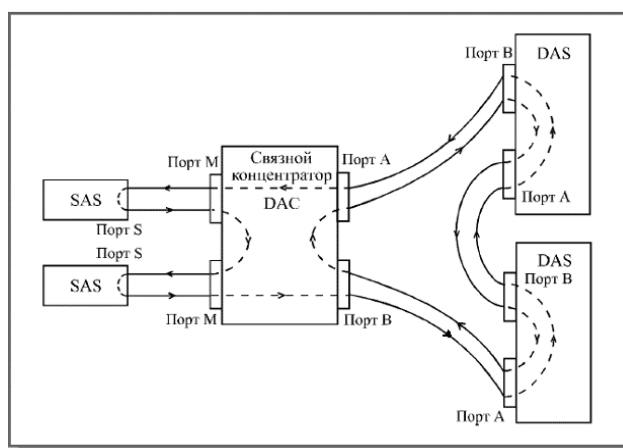 Порт B
DAS
Порт M
Связной
концентратор
Порт A
DAC
SAS
Порт S
Порт A
Порт S
SAS
DAS
Порт B
Порт M
Порт B
Порт A